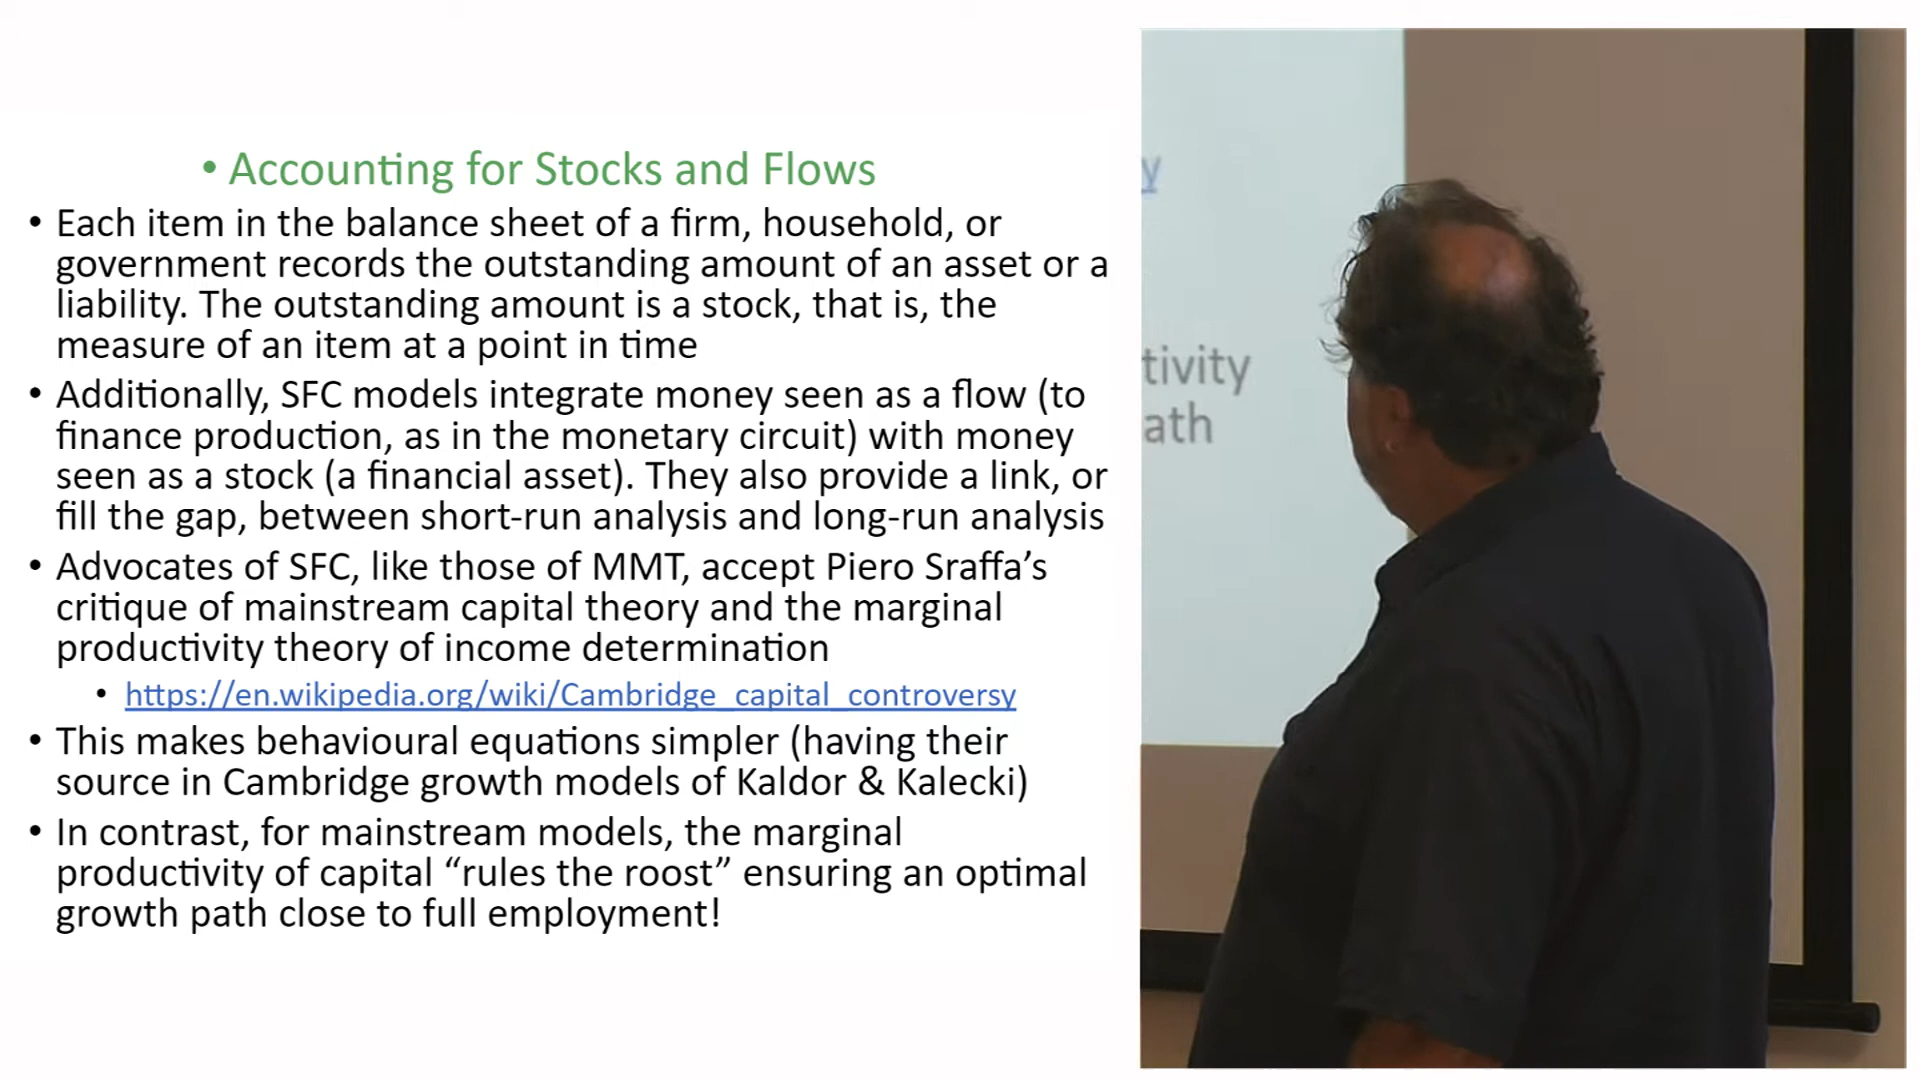 • Accounting for Stocks and Flows
• Each item in the balance sheet of a firm, household, or
government records the outstanding amount of an asset or a
liability. The outstanding amount is a stock, that is, the
measure of an item at a point in time
• Additionally, SFC models integrate money seen as a flow (to
finance production, as in the monetary circuit) with money
seen as a stock (a financial asset). They also provide a link, or
fill the gap, between short-run analysis and long-run analysis
• Advocates of SFC, like those of MMT, accept Piero Sraffa’s
critique of mainstream capital theory and the marginal
productivity theory of income determination
• https://en.wikipedia.org/wiki/Cambridge_capital_controversy
• This makes behavioural equations simpler (having their
source in Cambridge growth models of Kaldor & Kalecki)
• In contrast, for mainstream models, the marginal
productivity of capital “rules the roost” ensuring an optimal
growth path close to full employment!
y
tivity
ath